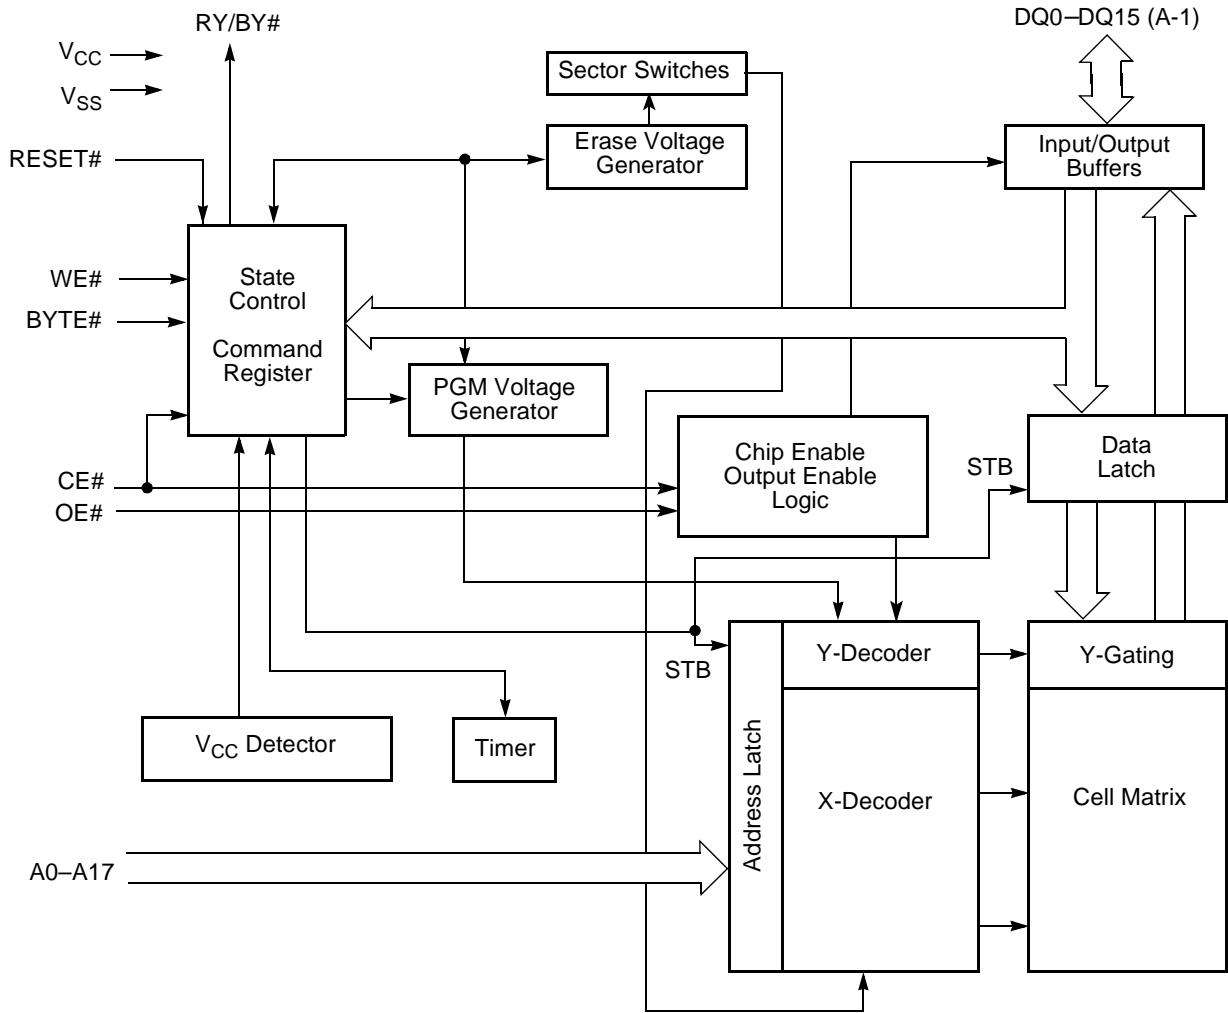 RY/BY#
DQ0–DQ15 (A-1)
VCC
VSS
Sector Switches
RESET#
Erase Voltage
Generator
Input/Output
Buffers
WE#
BYTE#
State
Control
Command
Register
PGM Voltage
Generator
Chip Enable
Output Enable
Logic
STB
Data
Latch
CE#
OE#
STB
Y-Decoder
Y-Gating
VCC Detector
Timer
Address Latch
X-Decoder
Cell Matrix
A0–A17